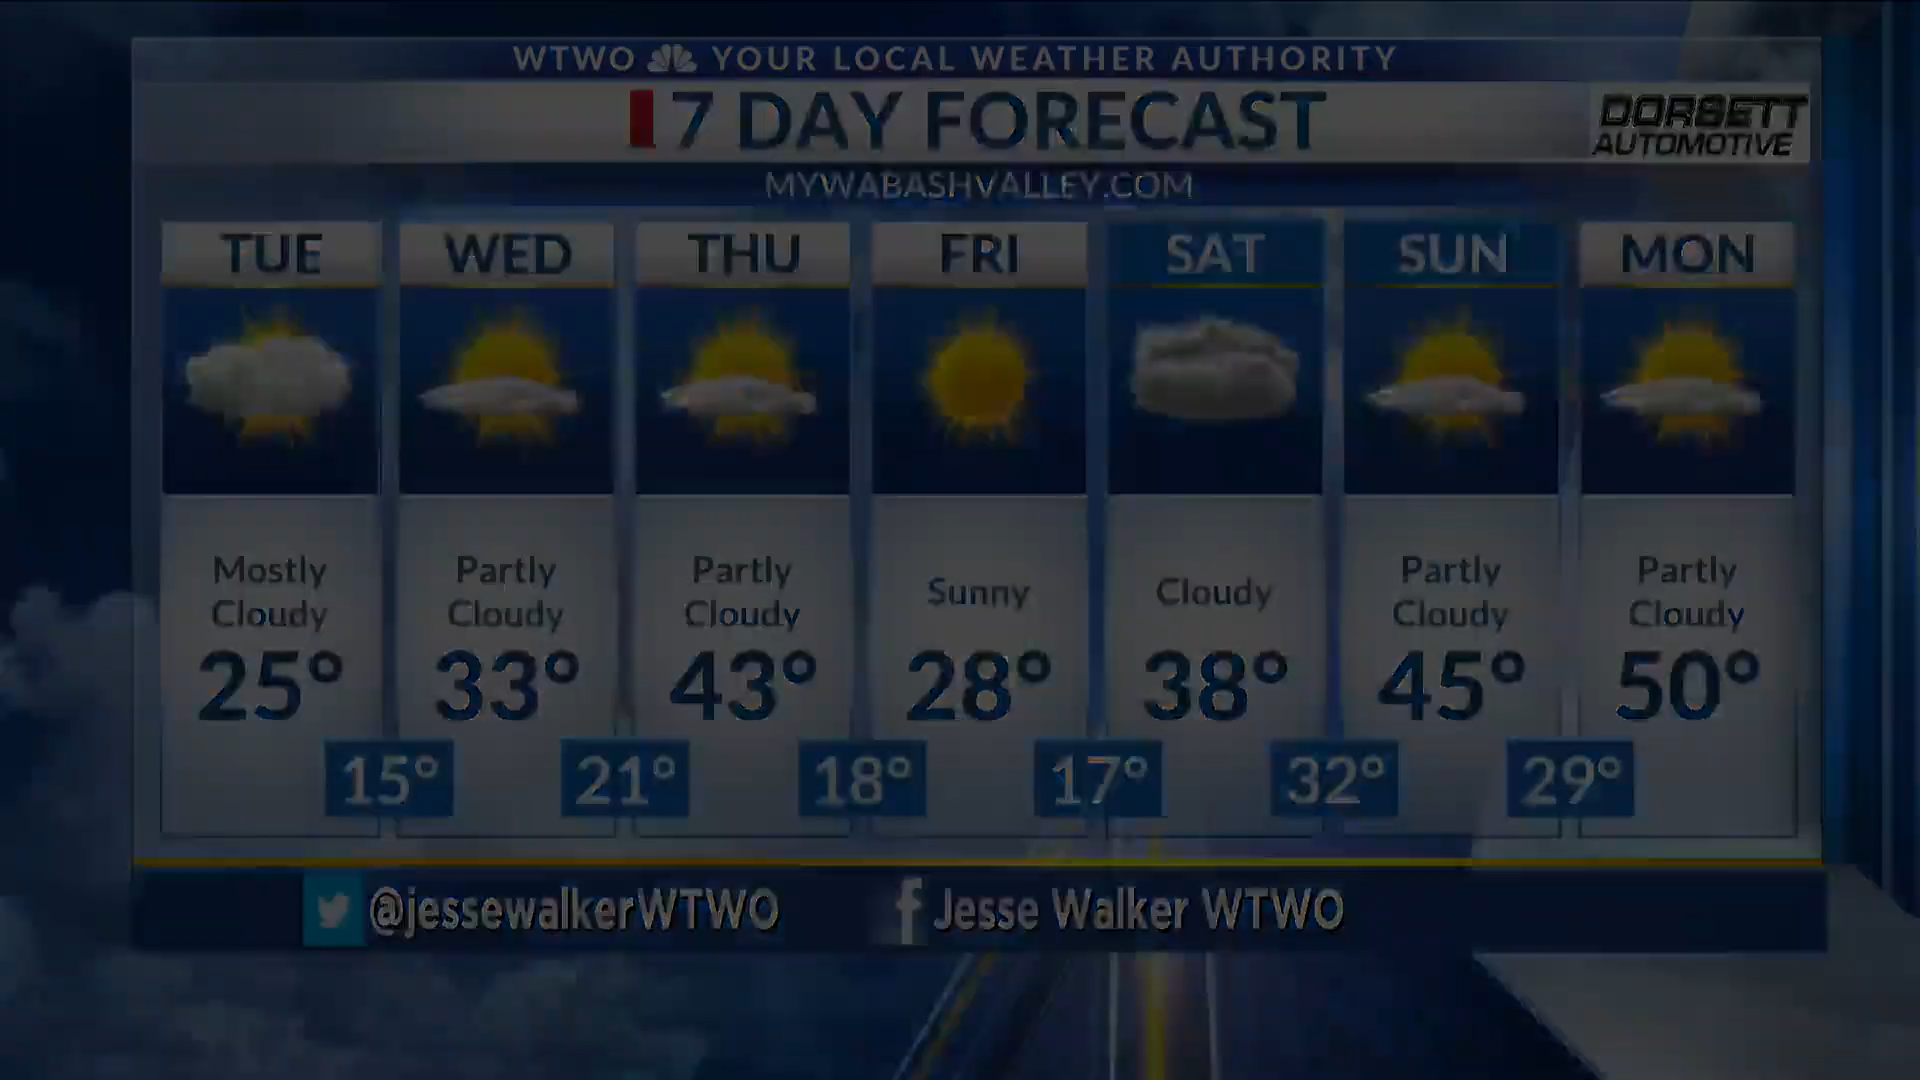 WTWO YOUR LOCAL WEATHER AUTHORITY
7 DAY FORECAST
DORSETT
AUTOMOTIVE
MYWABASHVALLEY.COM
TUE WED THU FRI SAT SUN MON
Mostly Cloudy Partly Cloudy Partly Cloudy Sunny Cloudy Partly Cloudy Partly Cloudy
25° 33° 43° 28° 38° 45° 50°
15° 21° 18° 17° 32° 29°
@jessewalkerWTWO Jesse Walker WTWO